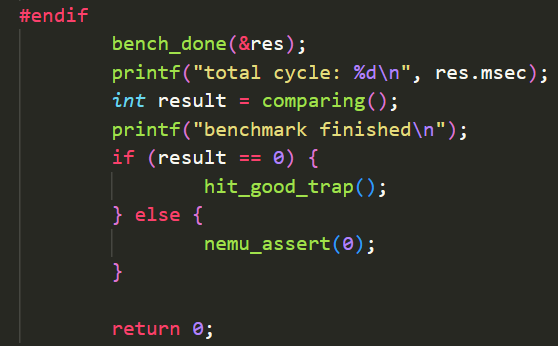 #endif
        bench_done(&res);
        printf("total cycle: %d\n", res.msec);
        int result = comparing();
        printf("benchmark finished\n");
        if (result == 0) {
                hit_good_trap();
        } else {
                nemu_assert(0);
        }

        return 0;